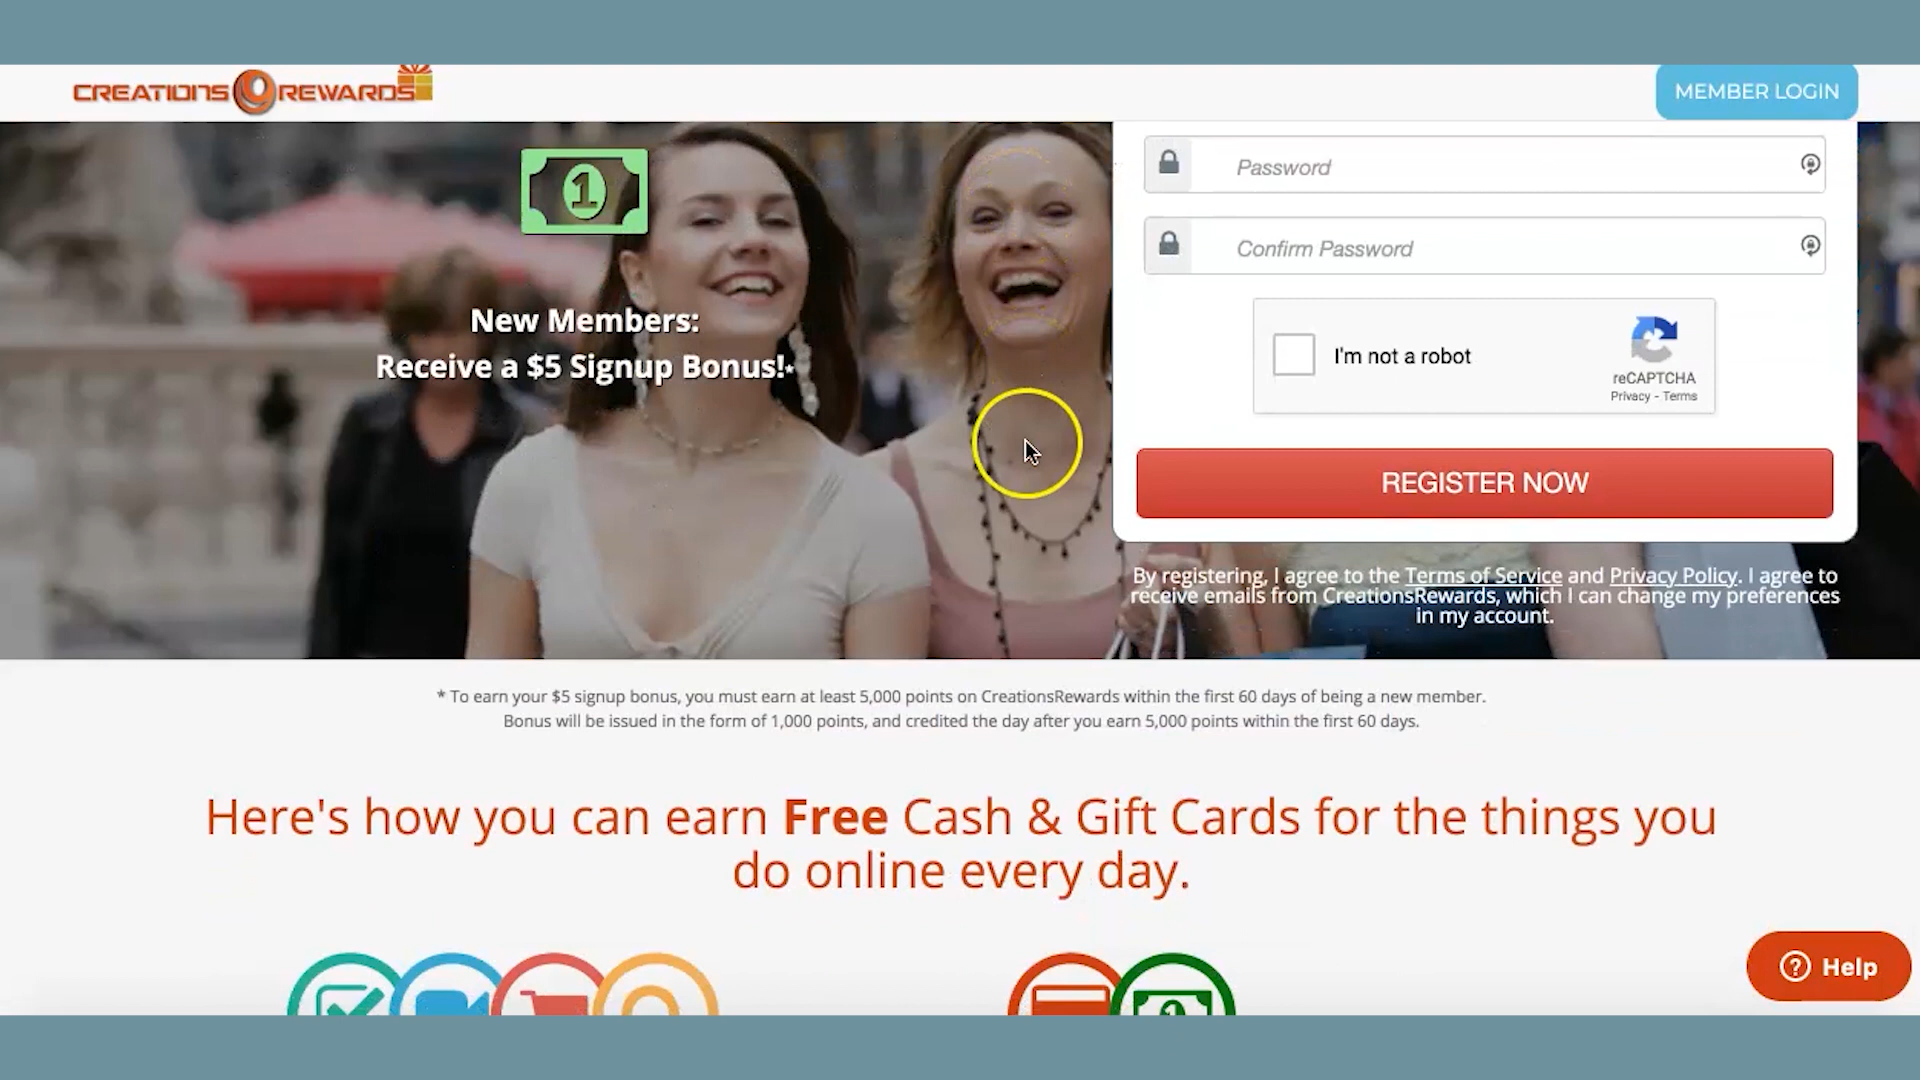 CREATIONS REWARDS
MEMBER LOGIN
1
New Members:
Receive a $5 Signup Bonus!*
Password
Confirm Password
I'm not a robot
reCAPTCHA
Privacy - Terms
REGISTER NOW
By registering, I agree to the Terms of Service and Privacy Policy. I agree to
receive emails from CreationsRewards, which I can change my preferences
in my account.
* To earn your $5 signup bonus, you must earn at least 5,000 points on CreationsRewards within the first 60 days of being a new member.
Bonus will be issued in the form of 1,000 points, and credited the day after you earn 5,000 points within the first 60 days.
Here's how you can earn Free Cash & Gift Cards for the things you
do online every day.
? Help